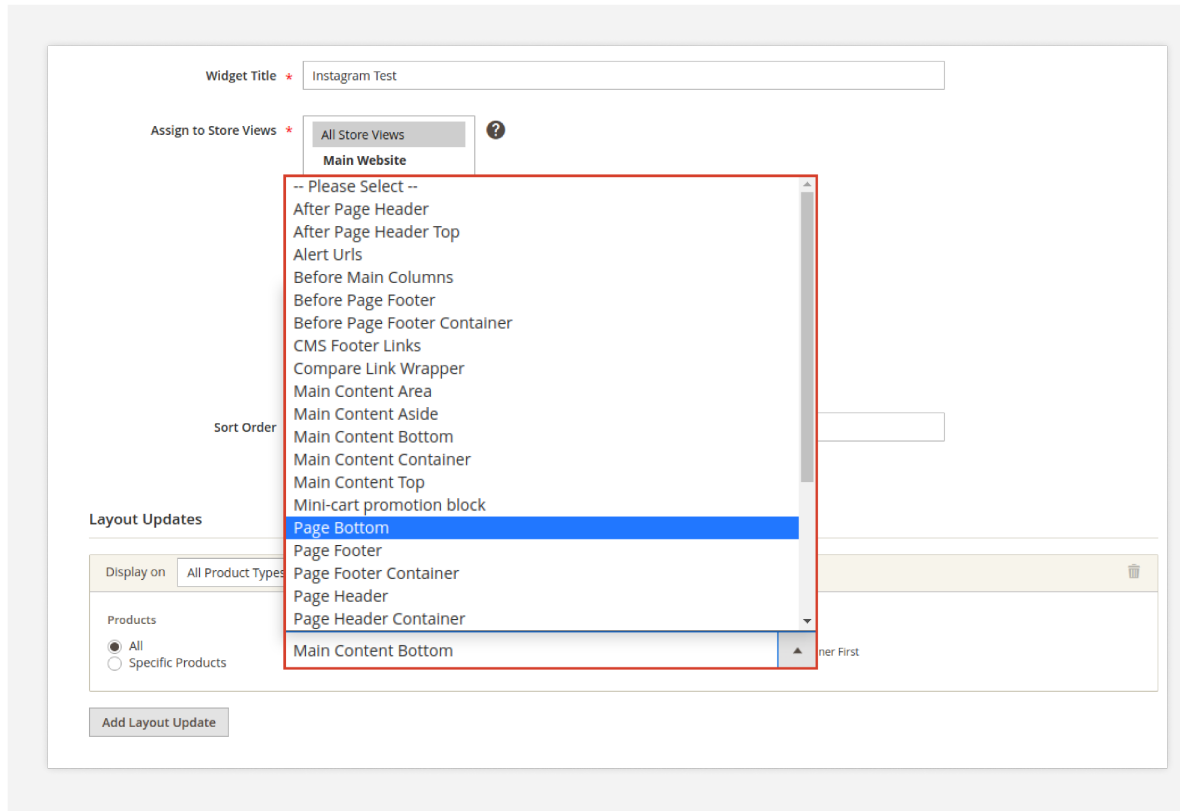 Widget Title *
Instagram Test
Assign to Store Views *
All Store Views
?
Main Website
-- Please Select --
After Page Header
After Page Header Top
Alert Urls
Before Main Columns
Before Page Footer
Before Page Footer Container
CMS Footer Links
Compare Link Wrapper
Main Content Area
Main Content Aside
Sort Order
Main Content Bottom
Main Content Container
Main Content Top
Mini-cart promotion block
Layout Updates
Page Bottom
Page Footer
Display on
All Product Types
Page Footer Container
Page Header
Page Header Container
Products
All
Specific Products
Main Content Bottom
First
Add Layout Update